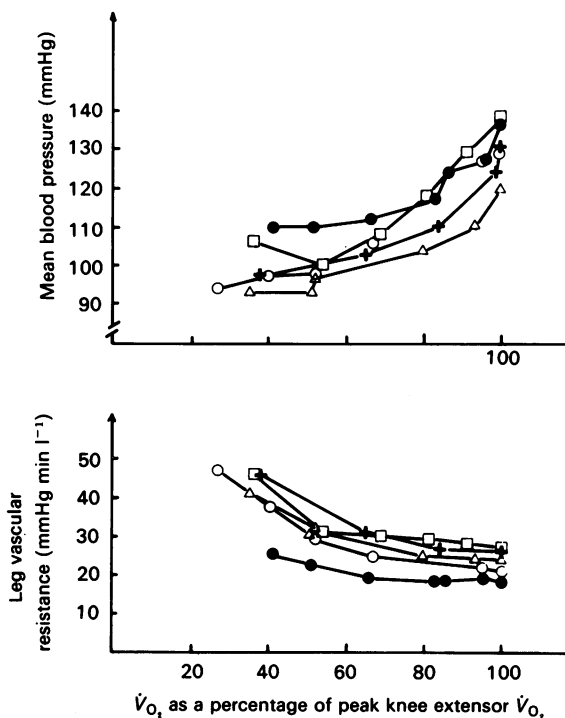 Mean blood pressure (mmHg)
140
130
120
110
100
90
100
Leg vascular
resistance (mmHg min l⁻¹)
50
40
30
20
10
20 40 60 80 100
V̇O₂ as a percentage of peak knee extensor V̇O₂